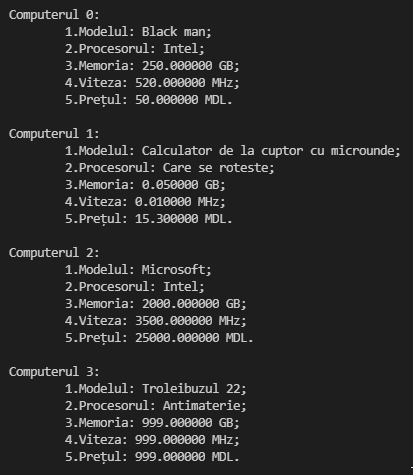 Computerul 0:
1.Modelul: Black man;
2.Procesorul: Intel;
3.Memoria: 250.000000 GB;
4.Viteza: 520.000000 MHz;
5.Prețul: 50.000000 MDL.
Computerul 1:
1.Modelul: Calculator de la cuptor cu microunde;
2.Procesorul: Care se roteste;
3.Memoria: 0.050000 GB;
4.Viteza: 0.010000 MHz;
5.Prețul: 15.300000 MDL.
Computerul 2:
1.Modelul: Microsoft;
2.Procesorul: Intel;
3.Memoria: 2000.000000 GB;
4.Viteza: 3500.000000 MHz;
5.Prețul: 25000.000000 MDL.
Computerul 3:
1.Modelul: Troleibuzul 22;
2.Procesorul: Antimaterie;
3.Memoria: 999.000000 GB;
4.Viteza: 999.000000 MHz;
5.Prețul: 999.000000 MDL.